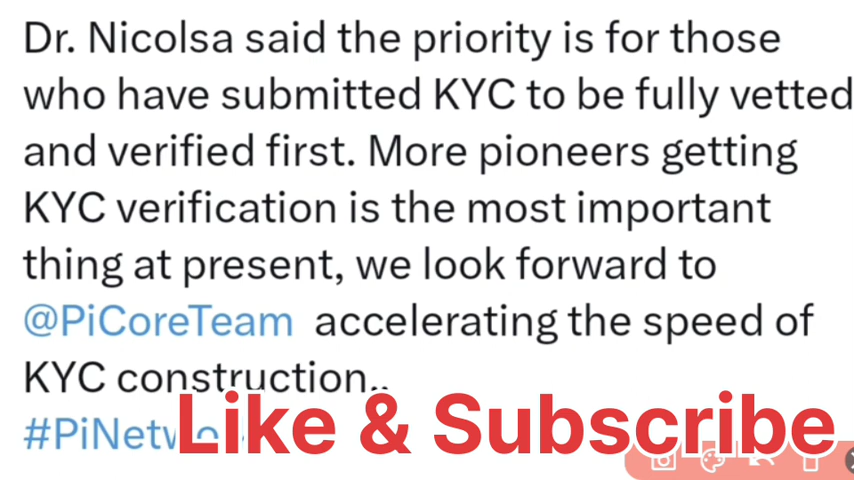 Dr. Nicolsa said the priority is for those
who have submitted KYC to be fully vetted
and verified first. More pioneers getting
KYC verification is the most important
thing at present, we look forward to
@PiCoreTeam accelerating the speed of
KYC construction..
Like & Subscribe